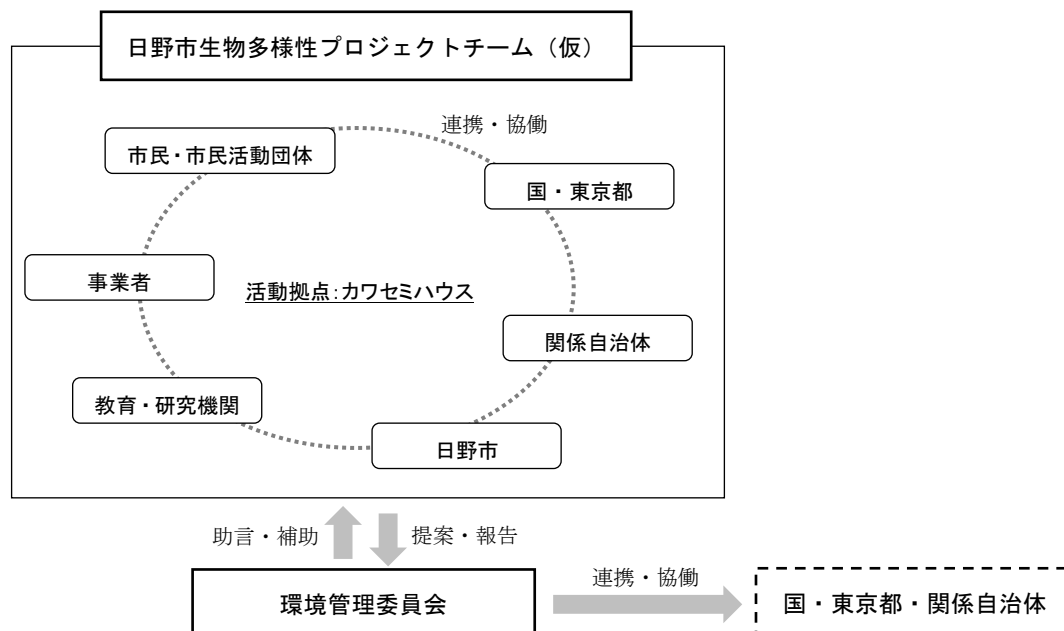 日野市生物多様性プロジェクトチーム（仮）
連携・協働
市民・市民活動団体
国・東京都
事業者
活動拠点：カワセミハウス
関係自治体
教育・研究機関
日野市
助言・補助
提案・報告
環境管理委員会
連携・協働
国・東京都・関係自治体